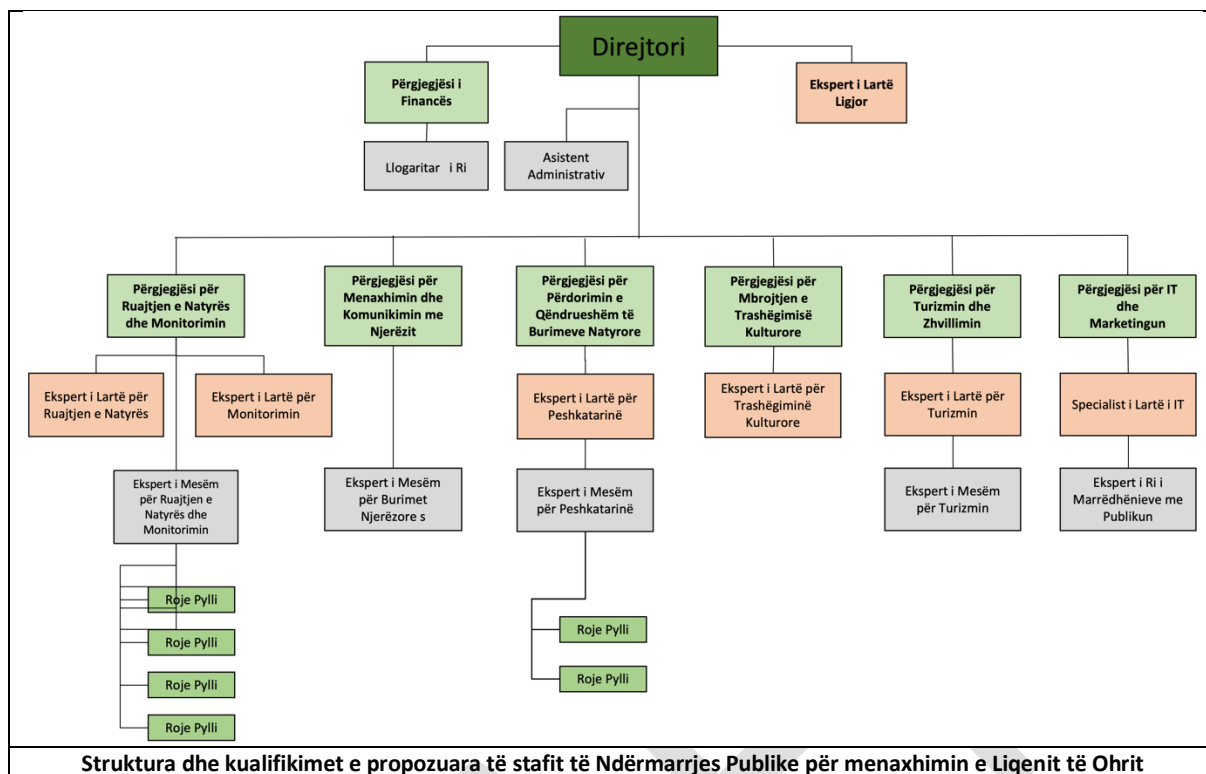 Direjtori
Përgjegjësi i
Financës
Ekspert i Lartë
Ligjor
Llogaritar i Ri
Asistent
Administrativ
Përgjegjësi për
Ruajtjen e Natyrës
dhe Monitorimin
Përgjegjësi për
Menaxhimin dhe
Komunikimin me
Njerëzit
Përgjegjësi për
Përdorimin e
Qëndrueshëm të
Burimeve Natyrore
Përgjegjësi për
Mbrojtjen e
Trashëgimisë
Kulturore
Përgjegjësi për
Turizmin dhe
Zhvillimin
Përgjegjësi për IT
dhe
Marketingun
Ekspert i Lartë për
Ruajtjen e Natyrës
Ekspert i Lartë për
Monitorimin
Ekspert i Lartë për
Peshkatarinë
Ekspert i Lartë për
Trashëgiminë
Kulturore
Ekspert i Lartë për
Turizmin
Specialist i Lartë i IT
Ekspert i Mesëm
për Ruajtjen e
Natyrës dhe
Monitorimin
Ekspert i Mesëm
për Burimet
Njerëzore s
Ekspert i Mesëm
për Peshkatarinë
Ekspert i Mesëm
për Turizmin
Ekspert i Ri i
Marrëdhënieve me
Publikun
Roje Pylli
Roje Pylli
Roje Pylli
Roje Pylli
Roje Pylli
Roje Pylli
Struktura dhe kualifikimet e propozuara të stafit të Ndërmarrjes Publike për menaxhimin e Liqenit të Ohrit